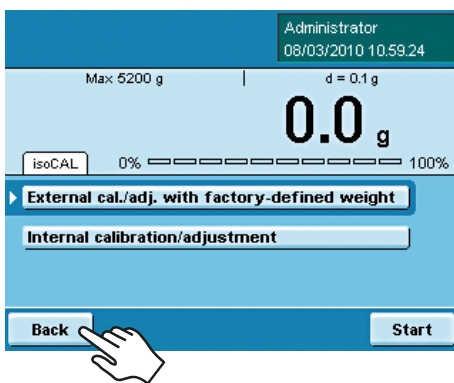 Administrator
08/03/2010 10.59.24
Max 5200 g | d = 0.1 g
0.0 g
isoCAL 0% 100%
External cal./adj. with factory-defined weight
Internal calibration/adjustment
Back Start